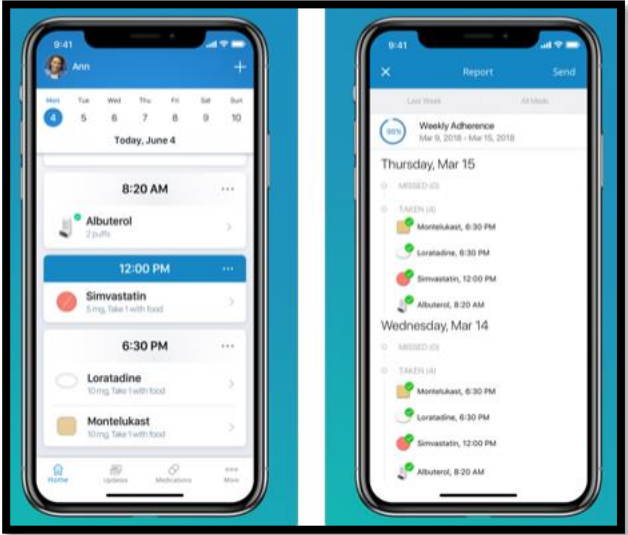 9:41
Ann
+
Mon Tue Wed Thu Fri Sat Sun
4 5 6 7 8 9 10
Today, June 4
8:20 AM
Albuterol
2 puffs
12:00 PM
Simvastatin
5 mg, Take 1 with food
6:30 PM
Loratadine
10 mg, Take 1 with food
Montelukast
10 mg, Take 1 with food
Home Updates Medications More
9:41
Report Send
Last Week All Meds
Weekly Adherence
Mar 9, 2018 - Mar 15, 2018
Thursday, Mar 15
MISSED (0)
TAKEN (4)
Montelukast, 6:30 PM
Loratadine, 6:30 PM
Simvastatin, 12:00 PM
Albuterol, 8:20 AM
Wednesday, Mar 14
MISSED (0)
TAKEN (4)
Montelukast, 6:30 PM
Loratadine, 6:30 PM
Simvastatin, 12:00 PM
Albuterol, 8:20 AM